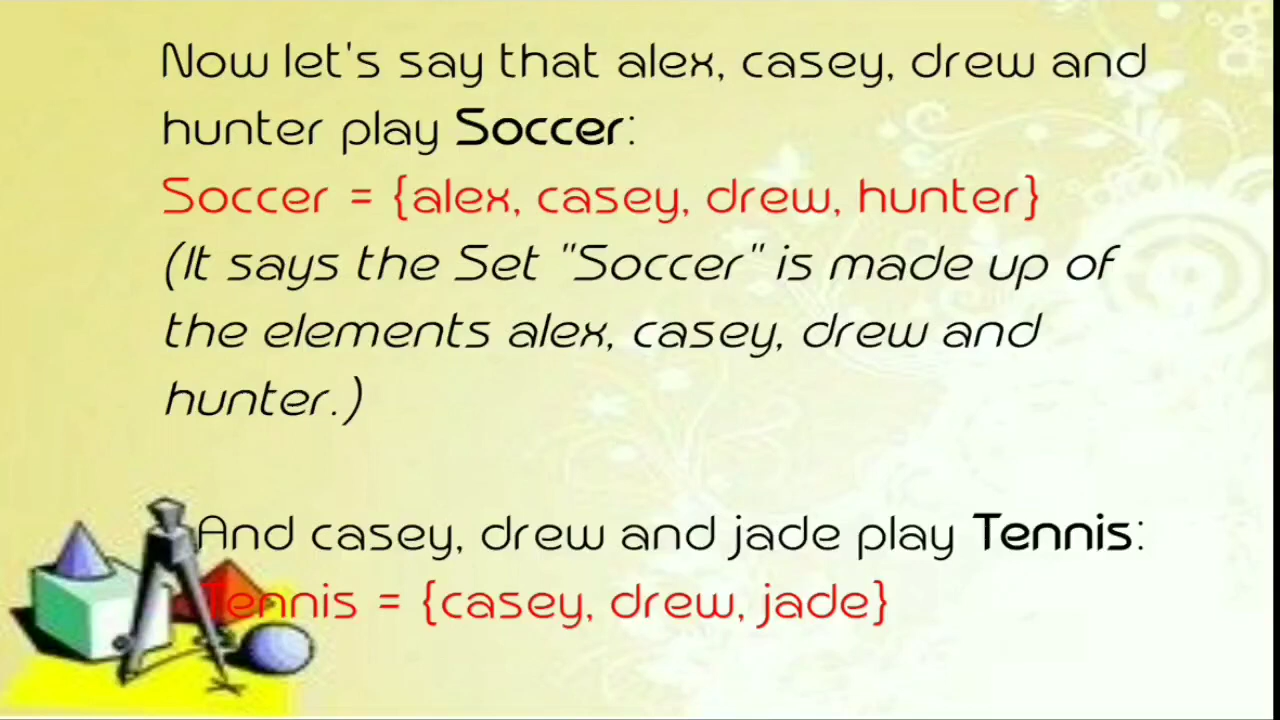 Now let's say that alex, casey, drew and
hunter play Soccer:
Soccer = {alex, casey, drew, hunter}
(It says the Set "Soccer" is made up of
the elements alex, casey, drew and
hunter.)
And casey, drew and jade play Tennis:
Tennis = {casey, drew, jade}